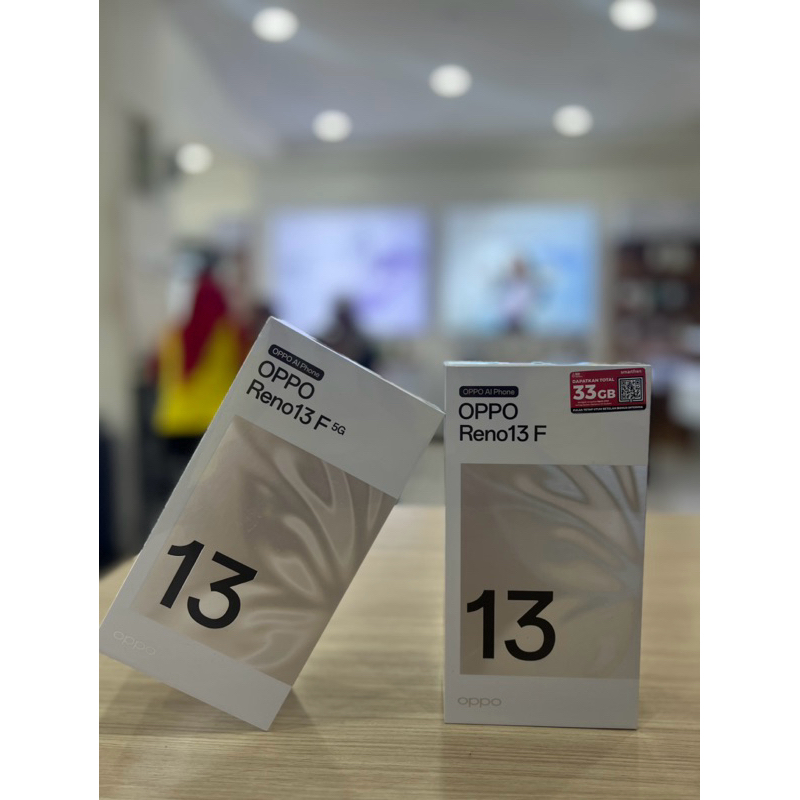 OPPO AI Phone
OPPO
Reno13 F 5G
13
oppo
OPPO AI Phone
OPPO
Reno13 F
DAPATKAN TOTAL
33GB
smartfren
13
oppo